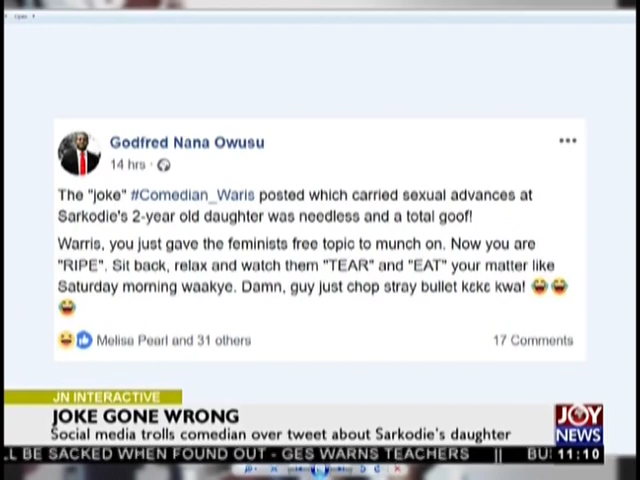 Godfred Nana Owusu
14 hrs ·
The "joke" #Comedian_Waris posted which carried sexual advances at
Sarkodie's 2-year old daughter was needless and a total goof!
Warris, you just gave the feminists free topic to munch on. Now you are
"RIPE". Sit back, relax and watch them "TEAR" and "EAT" your matter like
Saturday morning waakye. Damn, guy just chop stray bullet kεkε kwa! 😂😂
😂
Melisa Pearl and 31 others 17 Comments
JN INTERACTIVE
JOKE GONE WRONG
Social media trolls comedian over tweet about Sarkodie's daughter
JOY
NEWS
L BE SACKED WHEN FOUND OUT - GES WARNS TEACHERS || BU 11:10